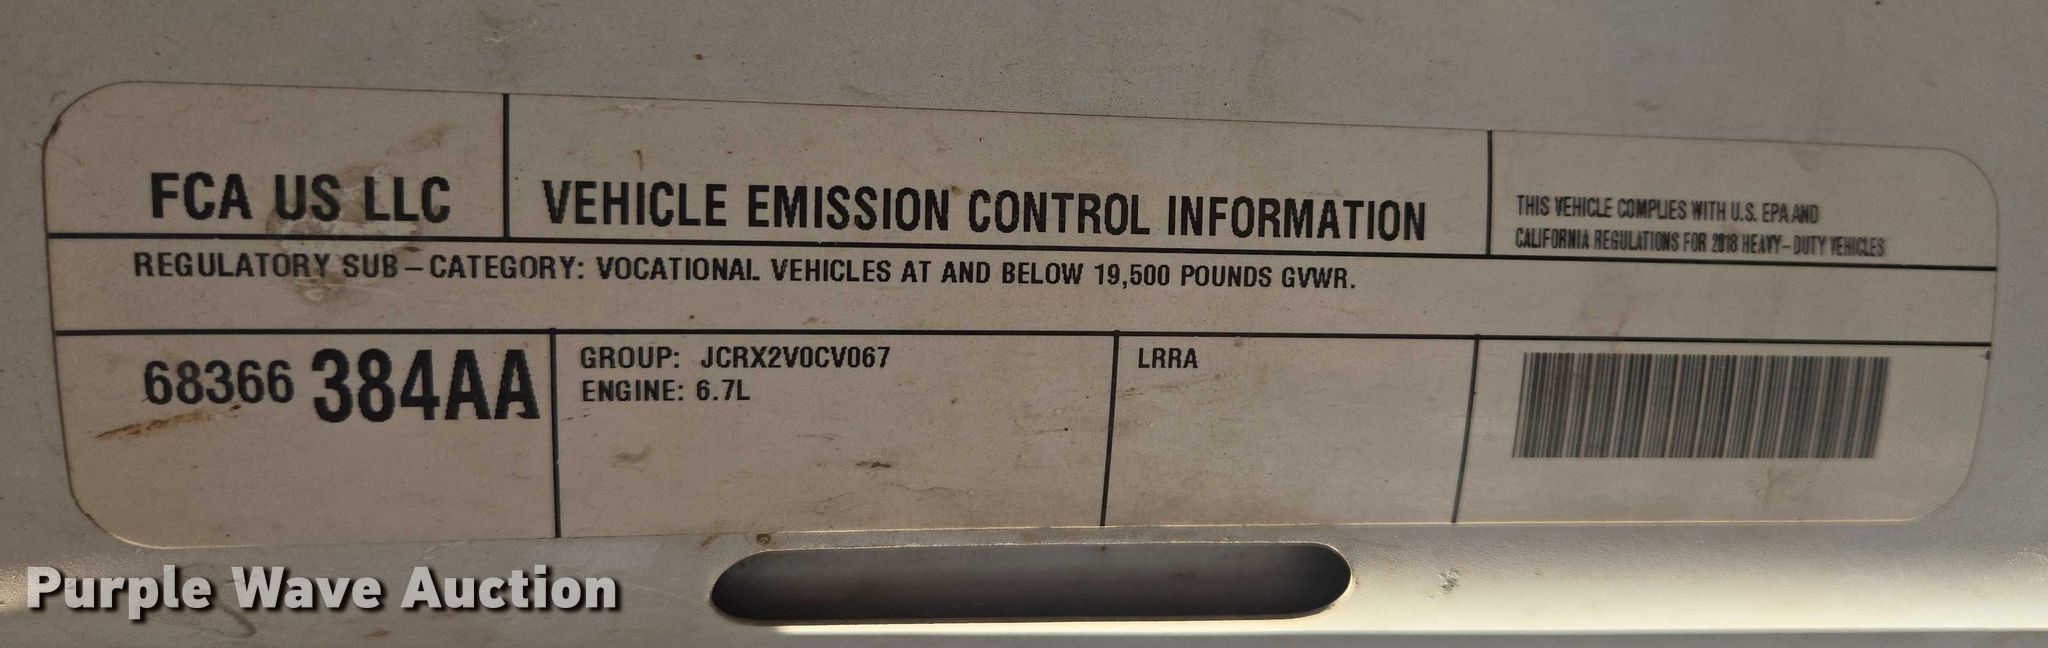 FCA US LLC
VEHICLE EMISSION CONTROL INFORMATION
THIS VEHICLE COMPLIES WITH U.S. EPA AND
CALIFORNIA REGULATIONS FOR 2018 HEAVY-DUTY VEHICLES
REGULATORY SUB-CATEGORY: VOCATIONAL VEHICLES AT AND BELOW 19,500 POUNDS GVWR.
68366 384AA
GROUP: JCRX2V0CV067
ENGINE: 6.7L
LRRA
Purple Wave Auction